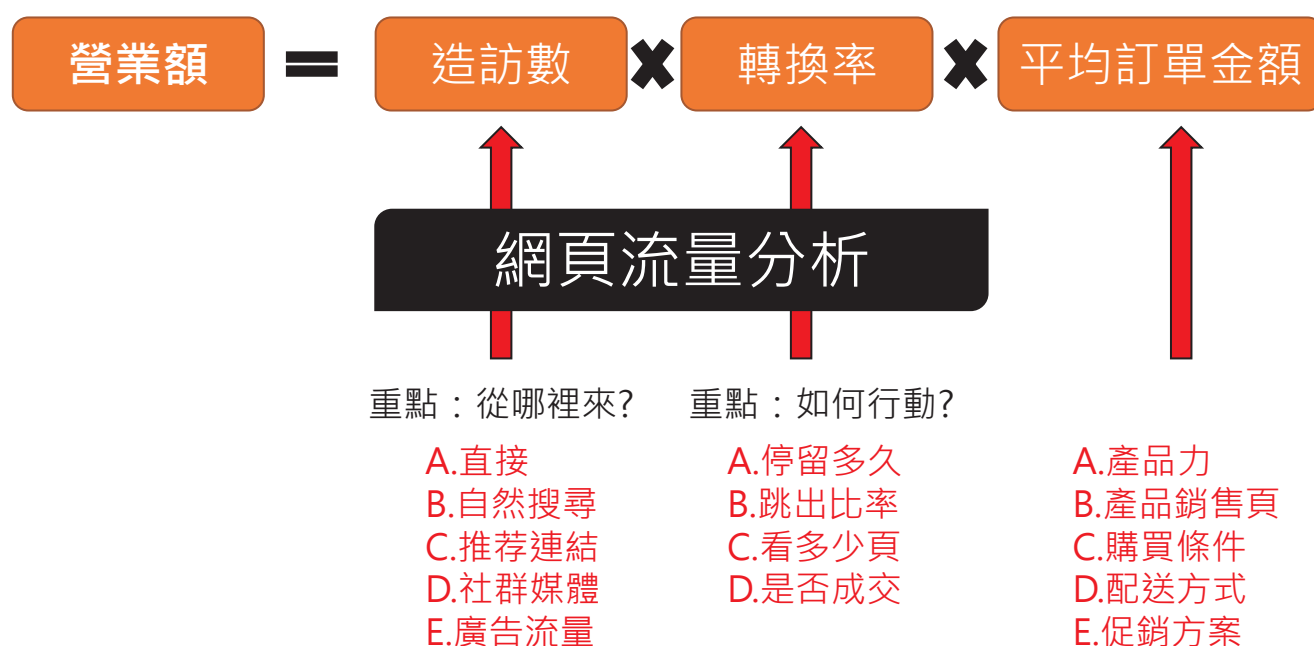 營業額 = 造訪數 ✖ 轉換率 ✖ 平均訂單金額
網頁流量分析
重點：從哪裡來?
A.直接
B.自然搜尋
C.推荐連結
D.社群媒體
E.廣告流量
重點：如何行動?
A.停留多久
B.跳出比率
C.看多少頁
D.是否成交
A.產品力
B.產品銷售頁
C.購買條件
D.配送方式
E.促銷方案